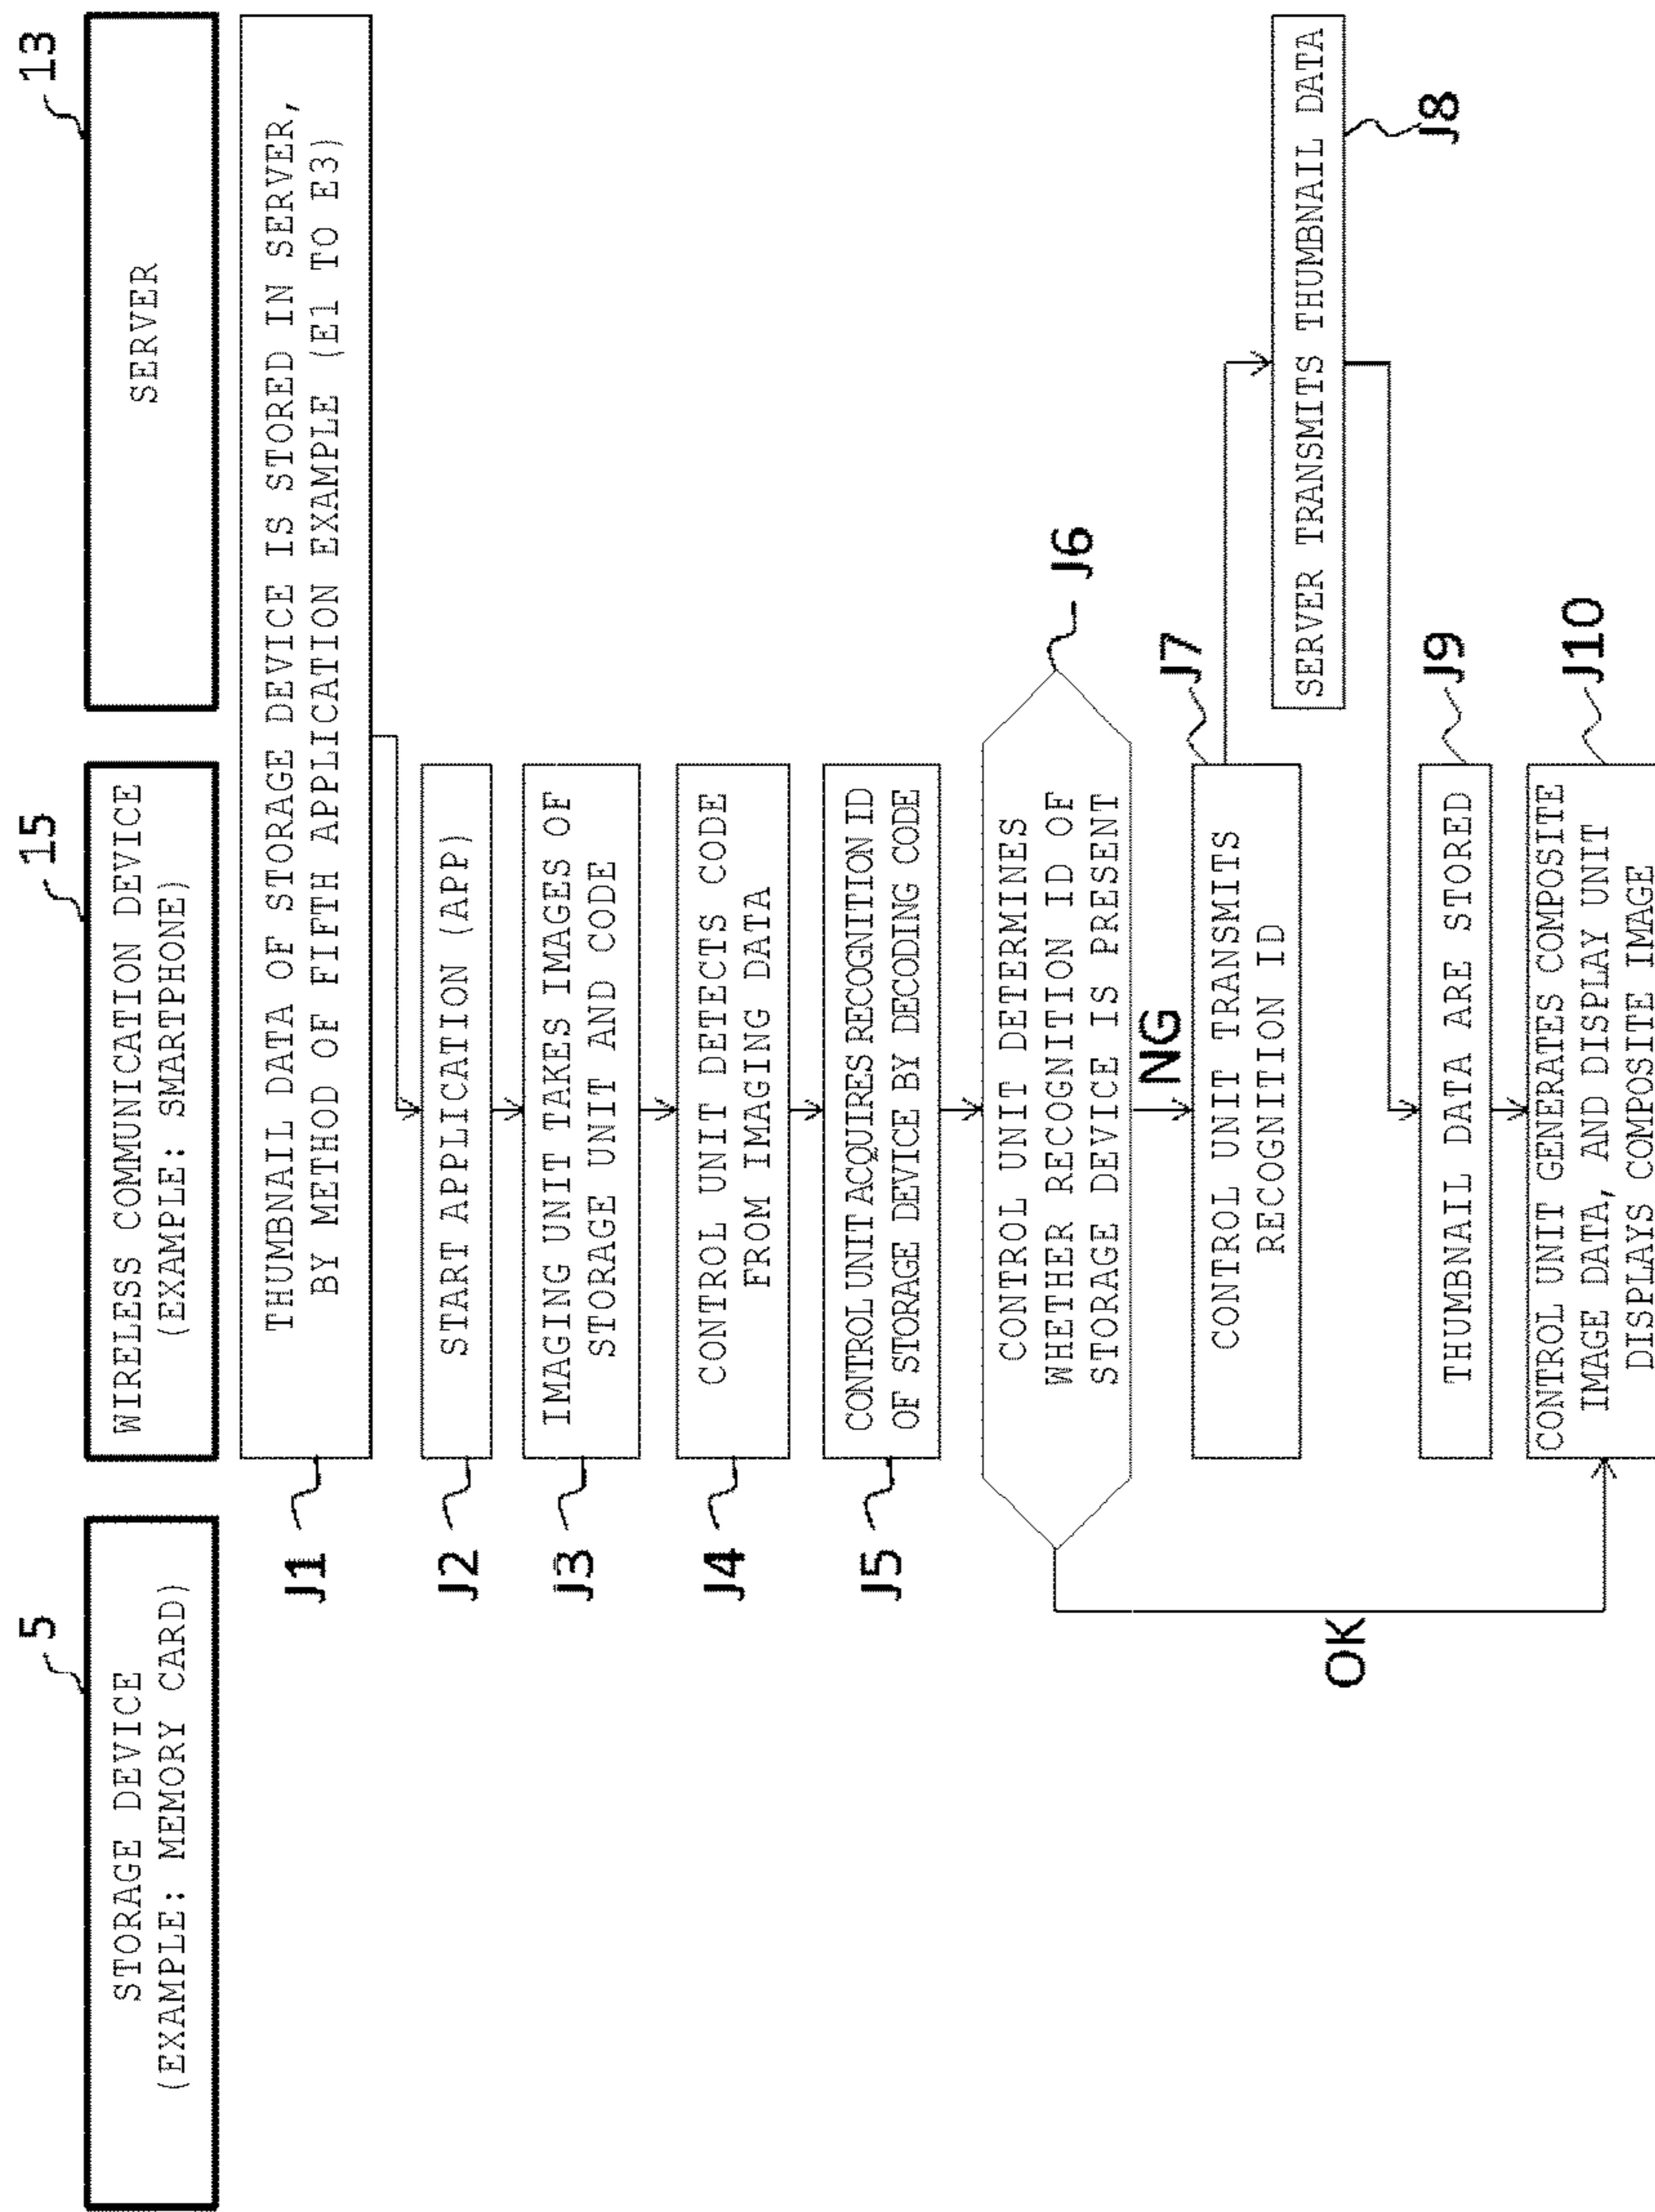 5
STORAGE DEVICE
(EXAMPLE: MEMORY CARD)
15
WIRELESS COMMUNICATION DEVICE
(EXAMPLE: SMARTPHONE)
13
SERVER
J1
THUMBNAIL DATA OF STORAGE DEVICE IS STORED IN SERVER,
BY METHOD OF FIFTH APPLICATION EXAMPLE (E1 TO E3)
J2
START APPLICATION (APP)
J3
IMAGING UNIT TAKES IMAGES OF
STORAGE UNIT AND CODE
J4
CONTROL UNIT DETECTS CODE
FROM IMAGING DATA
J5
CONTROL UNIT ACQUIRES RECOGNITION ID
OF STORAGE DEVICE BY DECODING CODE
J6
CONTROL UNIT DETERMINES
WHETHER RECOGNITION ID OF
STORAGE DEVICE IS PRESENT
NG
J7
CONTROL UNIT TRANSMITS
RECOGNITION ID
SERVER TRANSMITS THUMBNAIL DATA
J8
OK
J9
THUMBNAIL DATA ARE STORED
J10
CONTROL UNIT GENERATES COMPOSITE
IMAGE DATA, AND DISPLAY UNIT
DISPLAYS COMPOSITE IMAGE